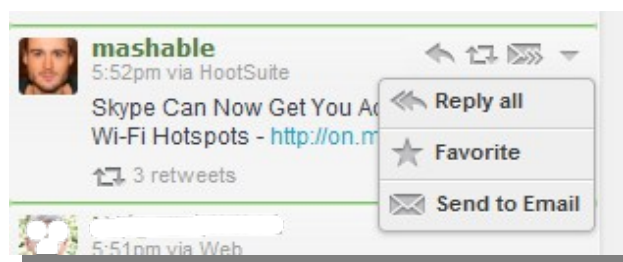 mashable
5:52pm via HootSuite
Skype Can Now Get You
Wi-Fi Hotspots - http://on.m
3 retweets
Reply all
Favorite
Send to Email
5:51pm via Web